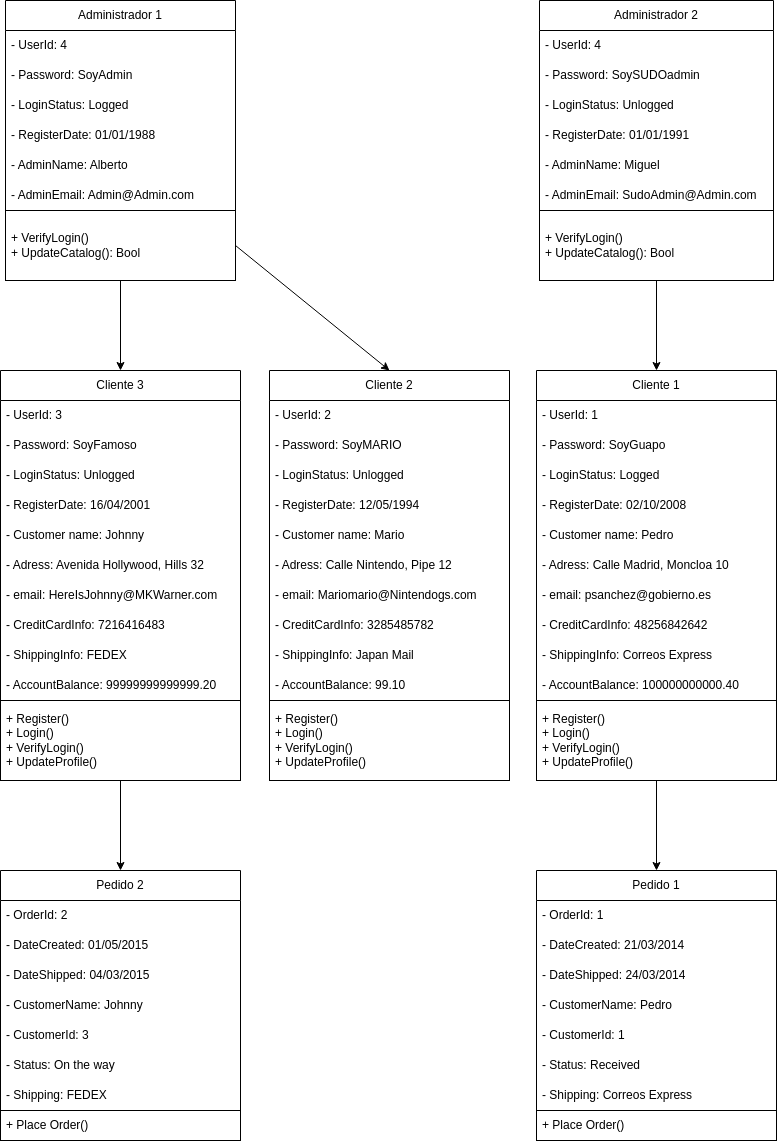 Administrador 1
- UserId: 4
- Password: SoyAdmin
- LoginStatus: Logged
- RegisterDate: 01/01/1988
- AdminName: Alberto
- AdminEmail: Admin@Admin.com
+ VerifyLogin()
+ UpdateCatalog(): Bool
Administrador 2
- UserId: 4
- Password: SoySUDOadmin
- LoginStatus: Unlogged
- RegisterDate: 01/01/1991
- AdminName: Miguel
- AdminEmail: SudoAdmin@Admin.com
+ VerifyLogin()
+ UpdateCatalog(): Bool
Cliente 3
- UserId: 3
- Password: SoyFamoso
- LoginStatus: Unlogged
- RegisterDate: 16/04/2001
- Customer name: Johnny
- Adress: Avenida Hollywood, Hills 32
- email: HereIsJohnny@MKWarner.com
- CreditCardInfo: 7216416483
- ShippingInfo: FEDEX
- AccountBalance: 99999999999999.20
+ Register()
+ Login()
+ VerifyLogin()
+ UpdateProfile()
Cliente 2
- UserId: 2
- Password: SoyMARIO
- LoginStatus: Unlogged
- RegisterDate: 12/05/1994
- Customer name: Mario
- Adress: Calle Nintendo, Pipe 12
- email: Mariomario@Nintendogs.com
- CreditCardInfo: 3285485782
- ShippingInfo: Japan Mail
- AccountBalance: 99.10
+ Register()
+ Login()
+ VerifyLogin()
+ UpdateProfile()
Cliente 1
- UserId: 1
- Password: SoyGuapo
- LoginStatus: Logged
- RegisterDate: 02/10/2008
- Customer name: Pedro
- Adress: Calle Madrid, Moncloa 10
- email: psanchez@gobierno.es
- CreditCardInfo: 48256842642
- ShippingInfo: Correos Express
- AccountBalance: 100000000000.40
+ Register()
+ Login()
+ VerifyLogin()
+ UpdateProfile()
Pedido 2
- OrderId: 2
- DateCreated: 01/05/2015
- DateShipped: 04/03/2015
- CustomerName: Johnny
- CustomerId: 3
- Status: On the way
- Shipping: FEDEX
+ Place Order()
Pedido 1
- OrderId: 1
- DateCreated: 21/03/2014
- DateShipped: 24/03/2014
- CustomerName: Pedro
- CustomerId: 1
- Status: Received
- Shipping: Correos Express
+ Place Order()